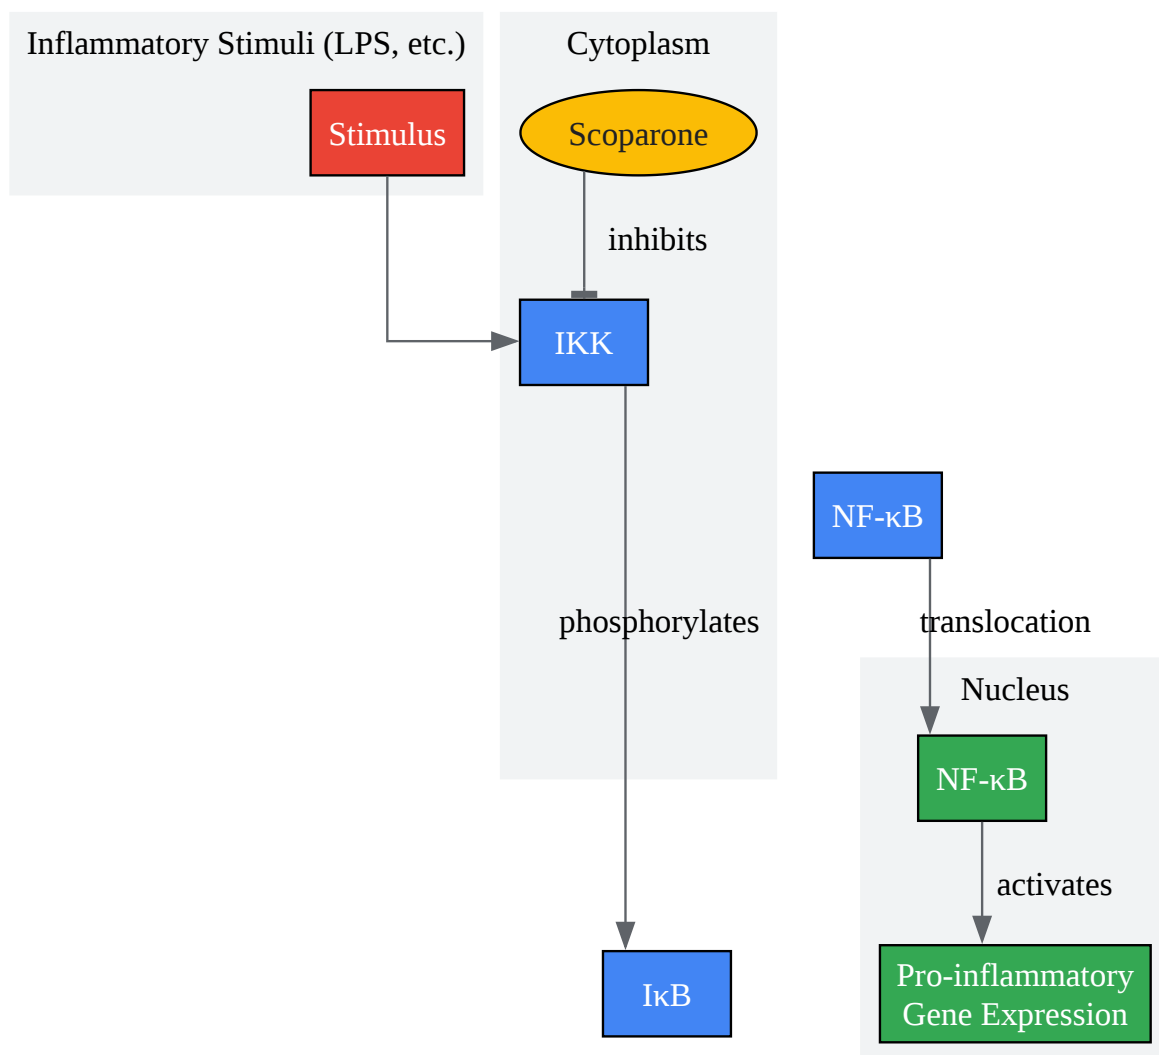 Inflammatory Stimuli (LPS, etc.)
Cytoplasm
Stimulus
Scoparone
inhibits
IKK
NF-κB
phosphorylates
translocation
Nucleus
NF-κB
activates
IκB
Pro-inflammatory
Gene Expression